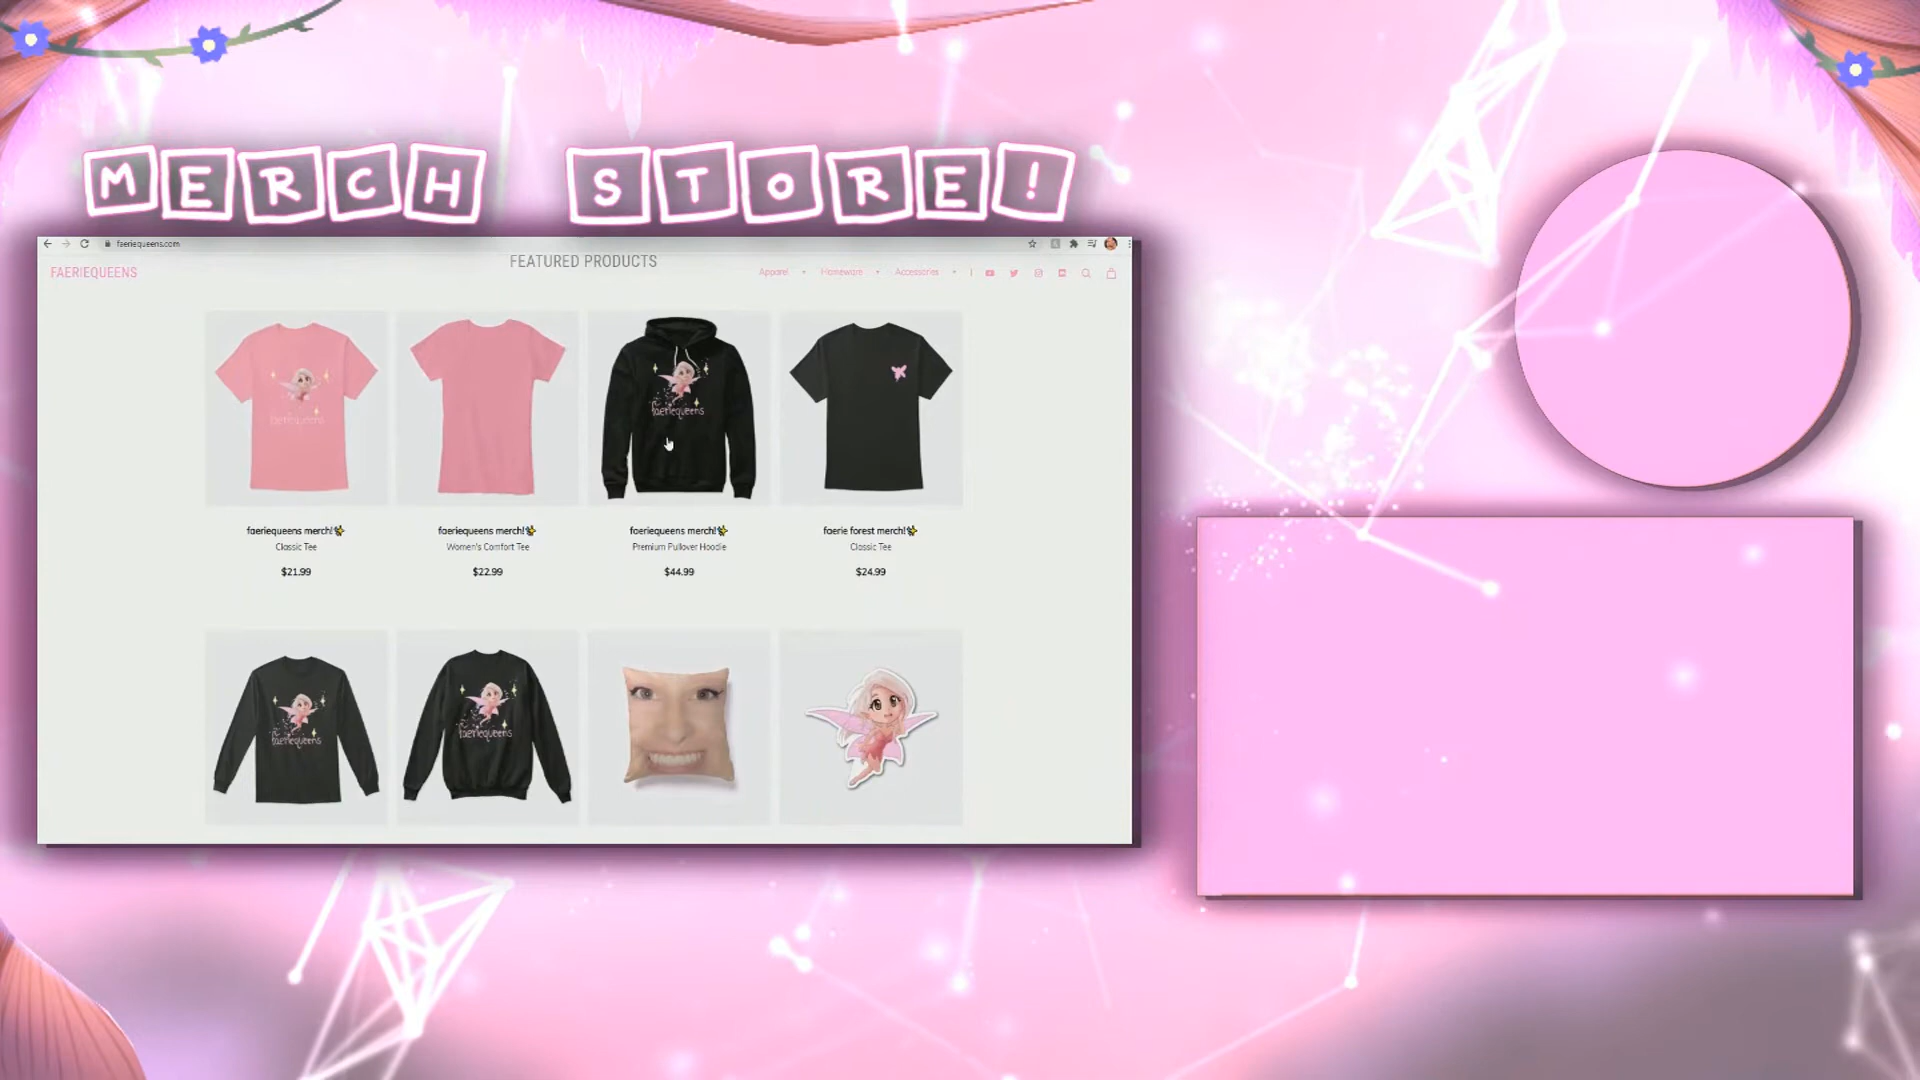 MERCH STORE!
faeriequeens.com
FEATURED PRODUCTS
FAERIEQUEENS
Apparel Homeware Accessories
faeriequeens
faeriequeens
faeriequeens merch!✨
Classic Tee
$21.99
faeriequeens merch!✨
Women's Comfort Tee
$22.99
faeriequeens merch!✨
Premium Pullover Hoodie
$44.99
faerie forest merch!✨
Classic Tee
$24.99
faeriequeens
faeriequeens